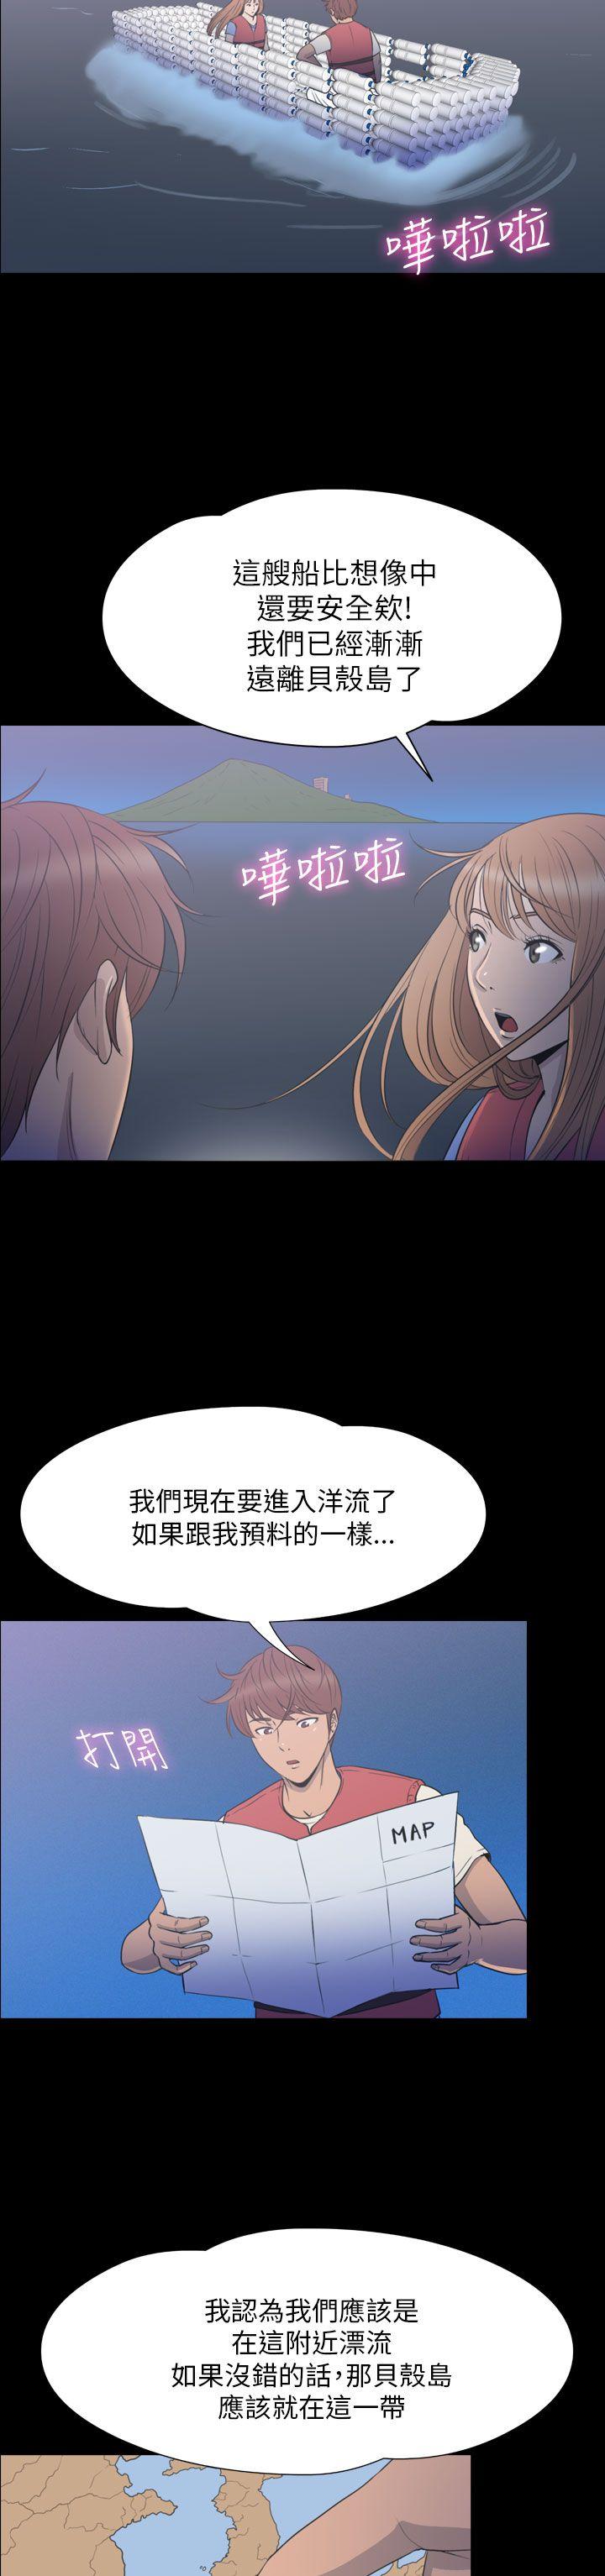 嘩啦啦
這艘船比想像中
還要安全欸!
我們已經漸漸
遠離貝殼島了
嘩啦啦
我們現在要進入洋流了
如果跟我預料的一樣...
打開
MAP
我認為我們應該是
在這附近漂流
如果沒錯的話,那貝殼島
應該就在這一帶